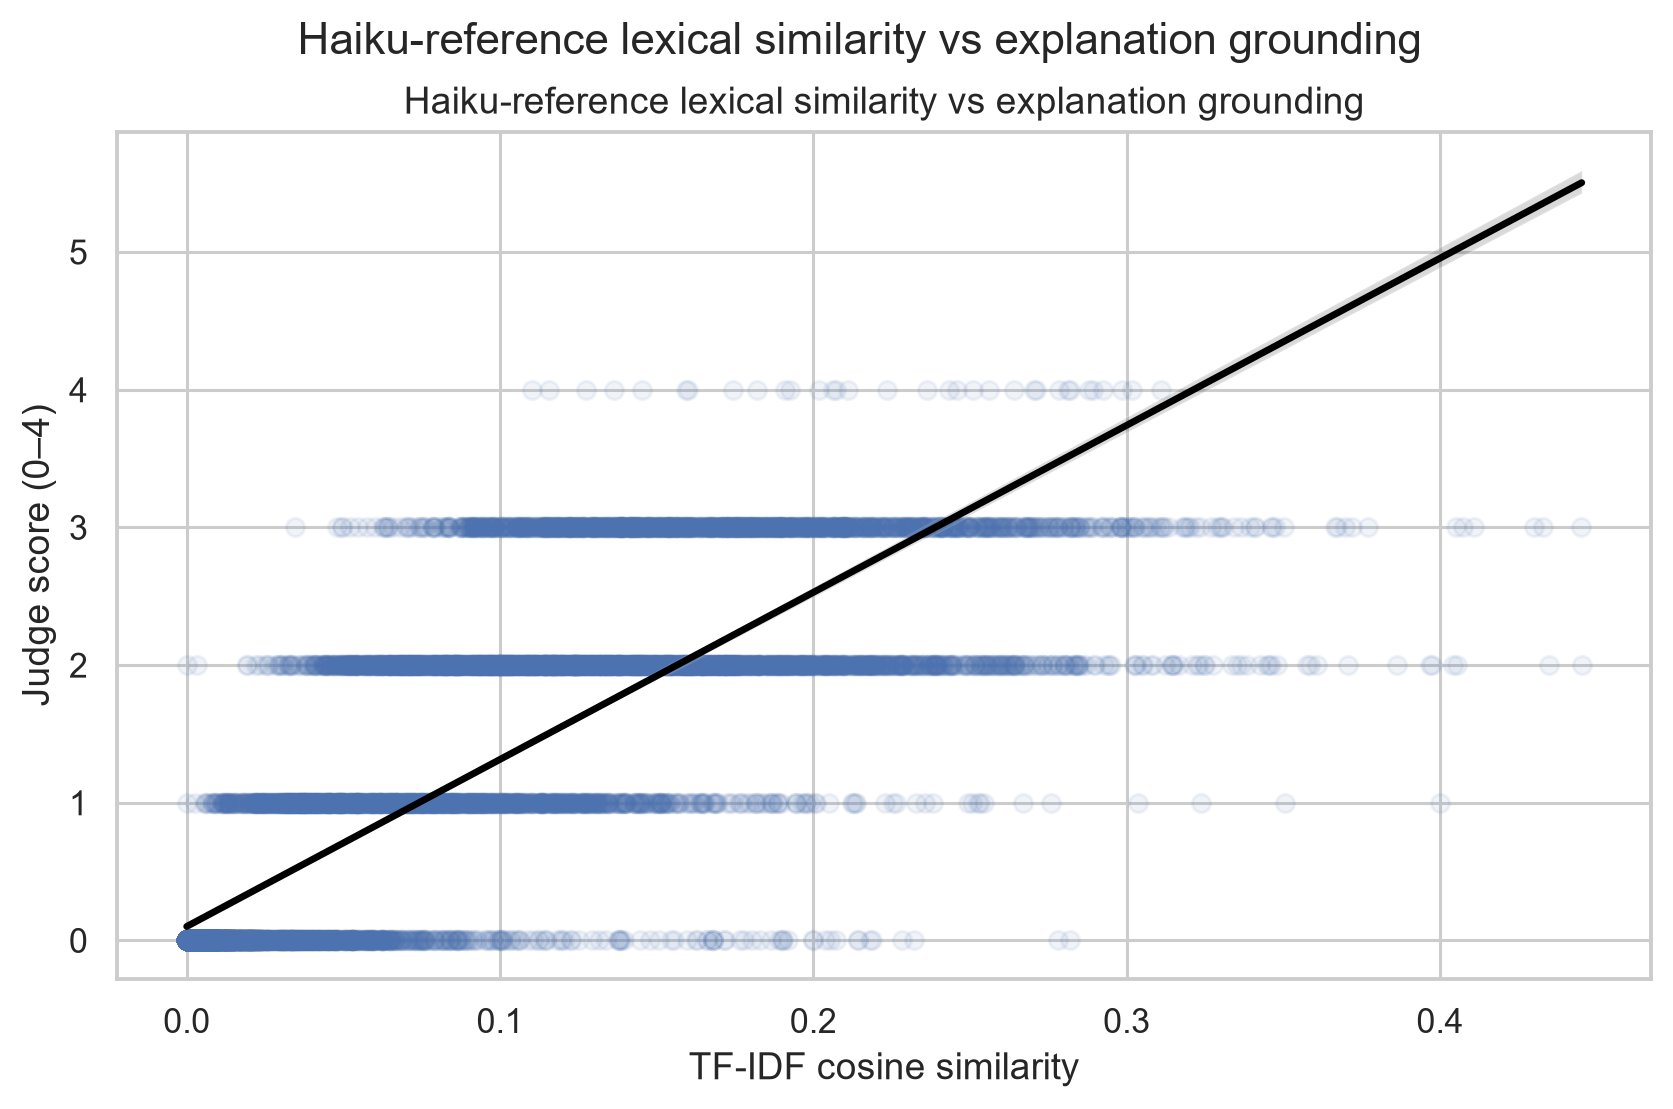 Haiku-reference lexical similarity vs explanation grounding
Haiku-reference lexical similarity vs explanation grounding
Judge score (0–4)
5
4
3
2
1
0
0.0 0.1 0.2 0.3 0.4
TF-IDF cosine similarity